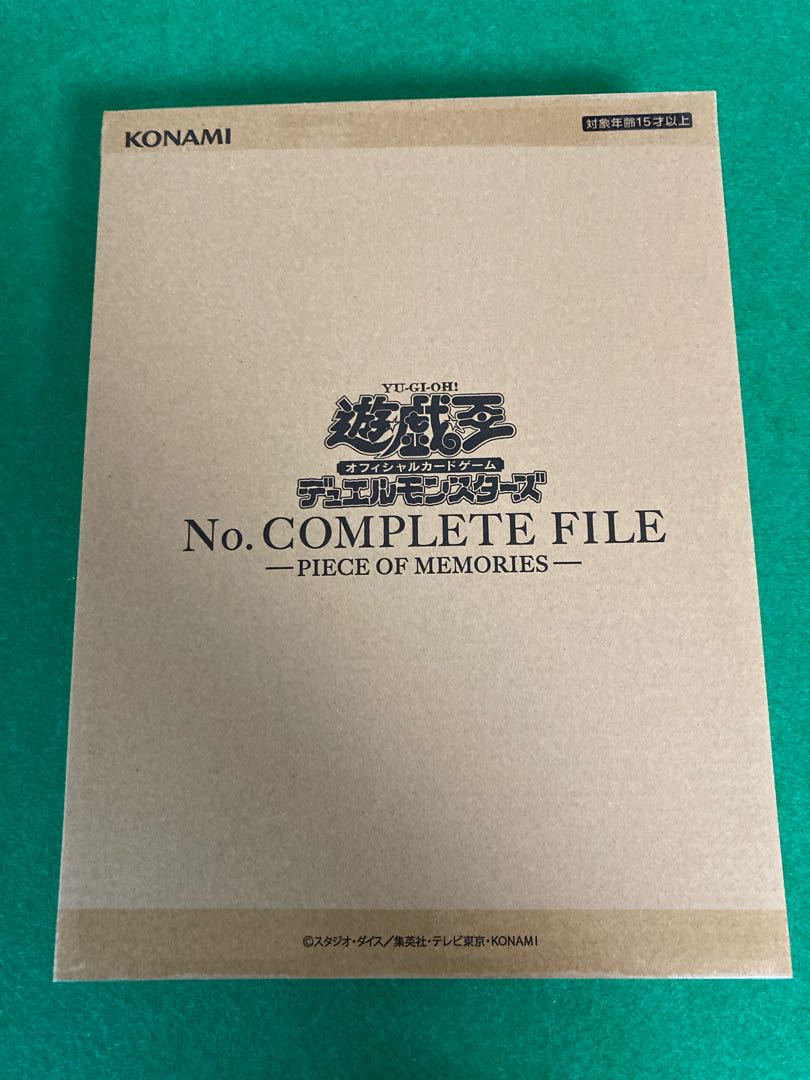 KONAMI
対象年齢15才以上
YU-GI-OH!
遊戯王
オフィシャルカードゲーム
デュエルモンスターズ
No. COMPLETE FILE
—PIECE OF MEMORIES—
©スタジオ・ダイス/集英社・テレビ東京・KONAMI